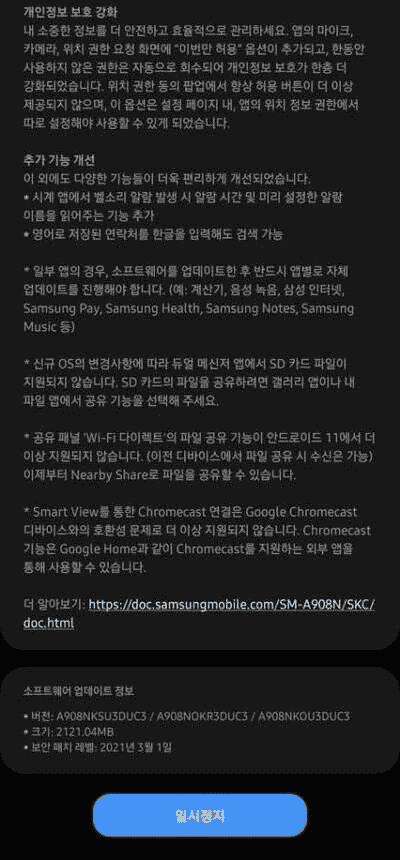 개인정보 보호 강화
내 소중한 정보를 더 안전하고 효율적으로 관리하세요. 앱의 마이크,
카메라, 위치 권한 요청 화면에 “이번만 허용” 옵션이 추가되고, 한동안
사용하지 않은 권한은 자동으로 회수되어 개인정보 보호가 한층 더
강화되었습니다. 위치 권한 동의 팝업에서 항상 허용 버튼이 더 이상
제공되지 않으며, 이 옵션은 설정 페이지 내, 앱의 위치 정보 권한에서
따로 설정해야 사용할 수 있게 되었습니다.
추가 기능 개선
이 외에도 다양한 기능들이 더욱 편리하게 개선되었습니다.
• 시계 앱에서 벨소리 알람 발생 시 알람 시간 및 미리 설정한 알람
이름을 읽어주는 기능 추가
• 영어로 저장된 연락처를 한글을 입력해도 검색 가능
* 일부 앱의 경우, 소프트웨어를 업데이트한 후 반드시 앱별로 자체
업데이트를 진행해야 합니다. (예: 계산기, 음성 녹음, 삼성 인터넷,
Samsung Pay, Samsung Health, Samsung Notes, Samsung
Music 등)
* 신규 OS의 변경사항에 따라 듀얼 메신저 앱에서 SD 카드 파일이
지원되지 않습니다. SD 카드의 파일을 공유하려면 갤러리 앱이나 내
파일 앱에서 공유 기능을 선택해 주세요.
* 공유 패널 'Wi-Fi 다이렉트'의 파일 공유 기능이 안드로이드 11에서 더
이상 지원되지 않습니다. (이전 디바이스에서 파일 공유 시 수신은 가능)
이제부터 Nearby Share로 파일을 공유할 수 있습니다.
* Smart View를 통한 Chromecast 연결은 Google Chromecast
디바이스와의 호환성 문제로 더 이상 지원되지 않습니다. Chromecast
기능은 Google Home과 같이 Chromecast를 지원하는 외부 앱을
통해 사용할 수 있습니다.
더 알아보기: https://doc.samsungmobile.com/SM-A908N/SKC/
doc.html
소프트웨어 업데이트 정보
• 버전: A908NKSU3DUC3 / A908NOKR3DUC3 / A908NKOU3DUC3
• 크기: 2121.04MB
• 보안 패치 레벨: 2021년 3월 1일
일시정지